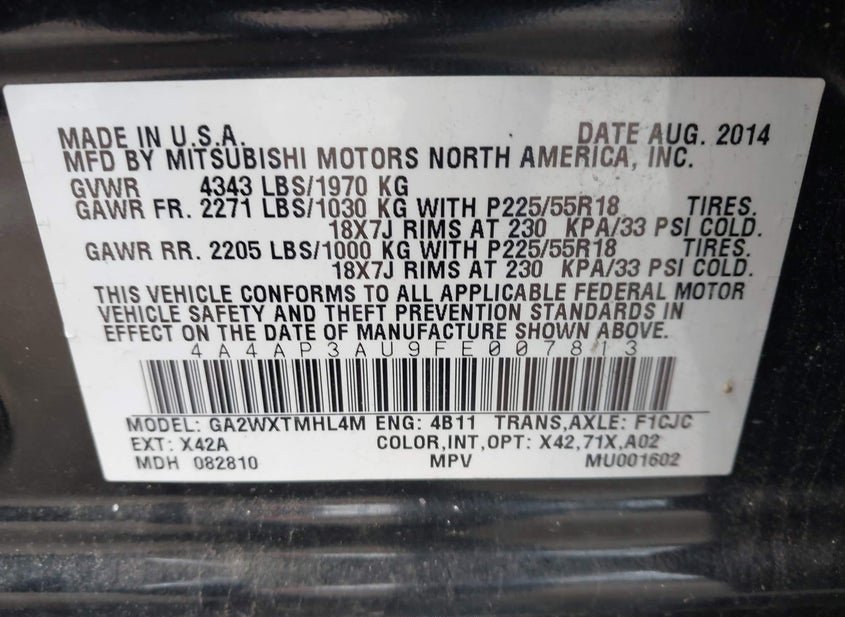 MADE IN U.S.A. DATE AUG. 2014
MFD BY MITSUBISHI MOTORS NORTH AMERICA, INC.
GVWR 4343 LBS/1970 KG
GAWR FR. 2271 LBS/1030 KG WITH P225/55R18 TIRES.
18X7J RIMS AT 230 KPA/33 PSI COLD.
GAWR RR. 2205 LBS/1000 KG WITH P225/55R18 TIRES.
18X7J RIMS AT 230 KPA/33 PSI COLD.
THIS VEHICLE CONFORMS TO ALL APPLICABLE FEDERAL MOTOR
VEHICLE SAFETY AND THEFT PREVENTION STANDARDS IN
EFFECT ON THE DATE OF MANUFACTURE SHOWN ABOVE.
4A4AP3AU9FE007813
MODEL: GA2WXTMHL4M ENG: 4B11 TRANS,AXLE: F1CJC
EXT: X42A COLOR,INT,OPT: X42,71X,A02
MDH 082810 MPV MU001602